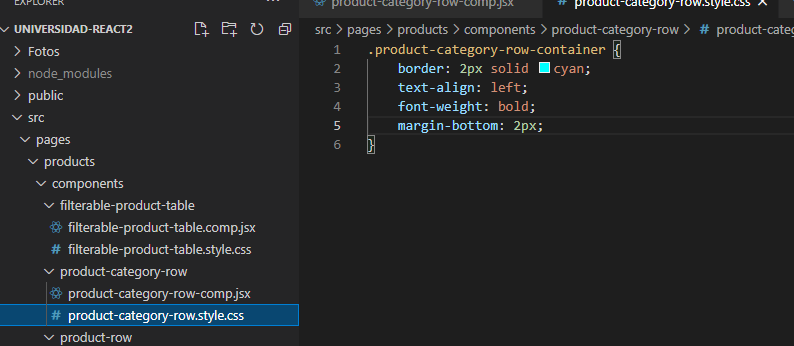 EXPLORER
UNIVERSIDAD-REACT2
Fotos
node_modules
public
src
pages
products
components
filterable-product-table
filterable-product-table.comp.jsx
filterable-product-table.style.css
product-category-row
product-category-row-comp.jsx
product-category-row.style.css
product-row
product-category-row-comp.jsx
# product-category-row.style.css
src > pages > products > components > product-category-row > # product-categ
1 .product-category-row-container {
2 border: 2px solid cyan;
3 text-align: left;
4 font-weight: bold;
5 margin-bottom: 2px;
6 }